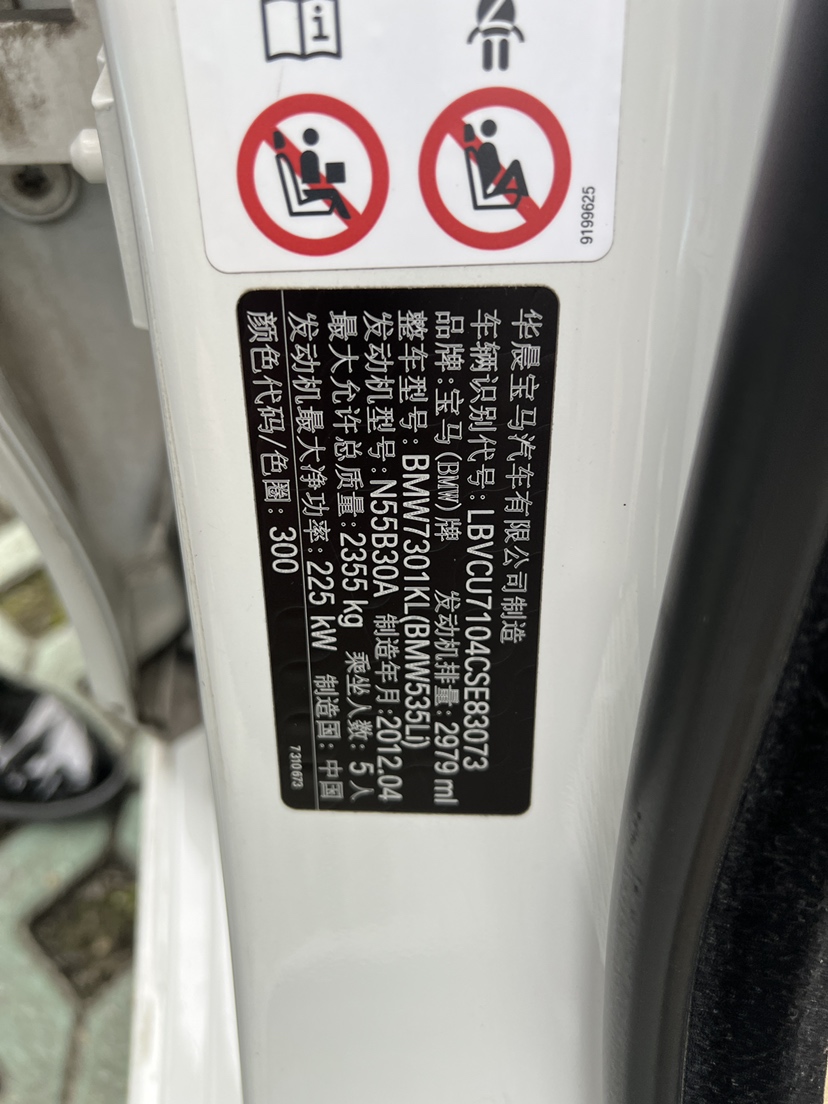 9199625
华晨宝马汽车有限公司制造
车辆识别代号: LBVCU7104CSE83073
品牌:宝马(BMW)牌 发动机排量: 2979 ml
整车型号: BMW7301KL(BMW535Li)
发动机型号: N55B30A 制造年月: 2012.04
最大允许总质量: 2355 kg 乘坐人数: 5 人
发动机最大净功率: 225 kW 制造国: 中国
颜色代码/色圈: 300
7 310 673